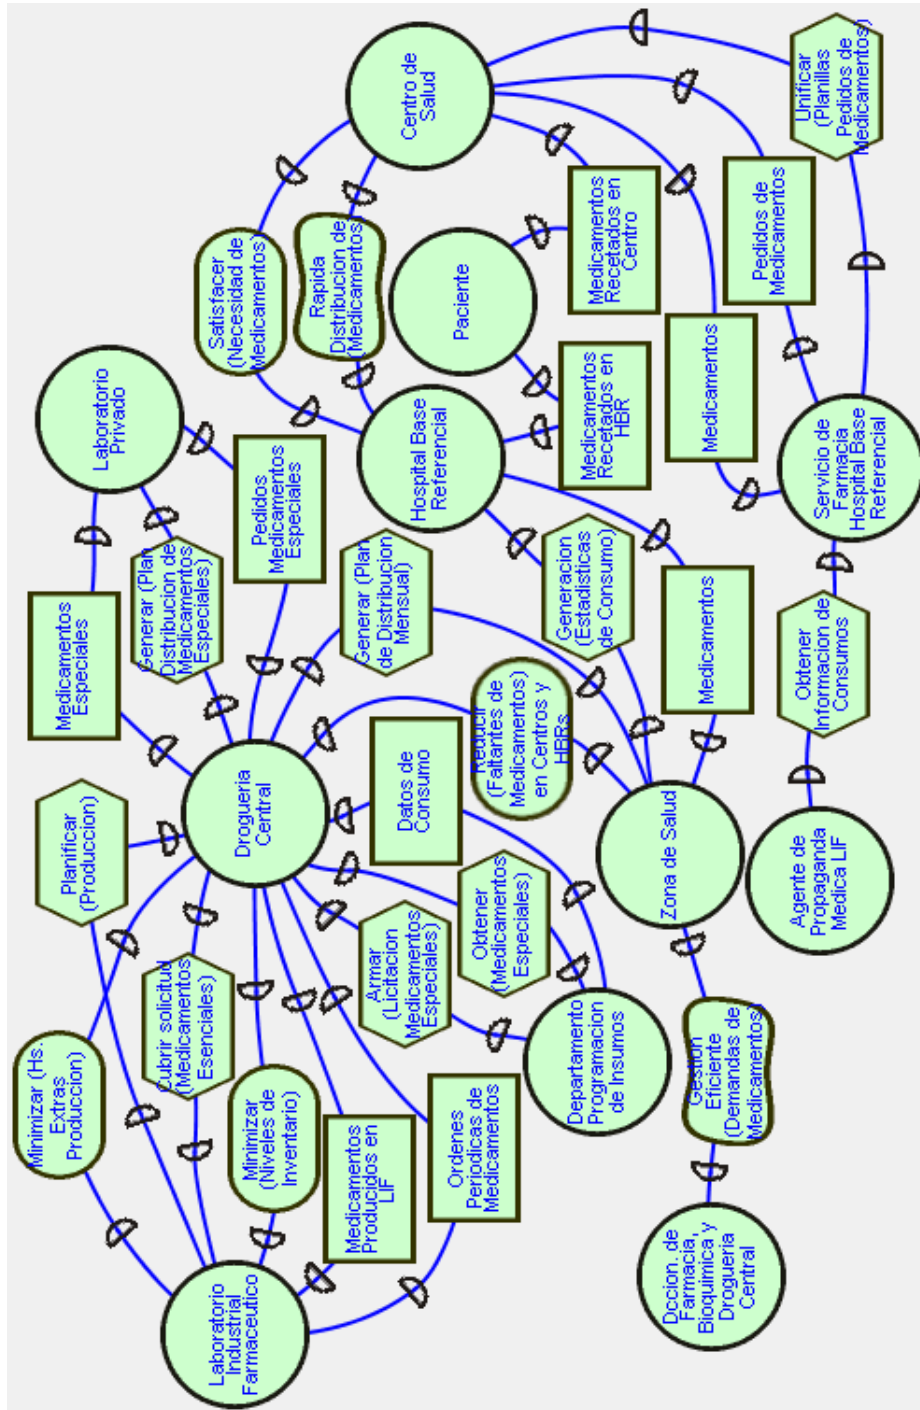 Minimizar (Hs.
Extras
Produccion)
Planificar
(Produccion)
Medicamentos
Especiales
Laboratorio
Privado
Laboratorio
Industrial
Farmaceutico
Cubrir solicitud
(Medicamentos
Esenciales)
Generar (Plan
Distribucion de
Medicamentos
Especiales)
Minimizar
(Niveles de
Inventario)
Drogueria
Central
Pedidos
Medicamentos
Especiales
Satisfacer
(Necesidad de
Medicamentos)
Medicamentos
Producidos en
LIF
Rapida
Distribucion de
(Medicamentos)
Centro de
Salud
Armar
(Licitacion
Medicamentos
Especiales)
Datos de
Consumo
Generar (Plan
de Distribucion
Mensual)
Ordenes
Periodicas de
Medicamentos
Hospital Base
Referencial
Paciente
Obtener
(Medicamentos
Especiales)
Reducir
(Faltantes de
Medicamentos)
en Centros y
HBRs
Departamento
Programacion
de Insumos
Generacion
(Estadisticas
de Consumo)
Medicamentos
Recetados en
HBR
Medicamentos
Recetados en
Centro
Dccion. de
Farmacia,
Bioquimica y
Drogueria
Central
Gestion
Eficiente
(Demandas de
Medicamentos)
Zona de Salud
Medicamentos
Medicamentos
Pedidos de
Medicamentos
Agente de
Propaganda
Medica LIF
Obtener
Informacion de
Consumos
Servicio de
Farmacia
Hospital Base
Referencial
Unificar
(Planillas
Pedidos de
Medicamentos)